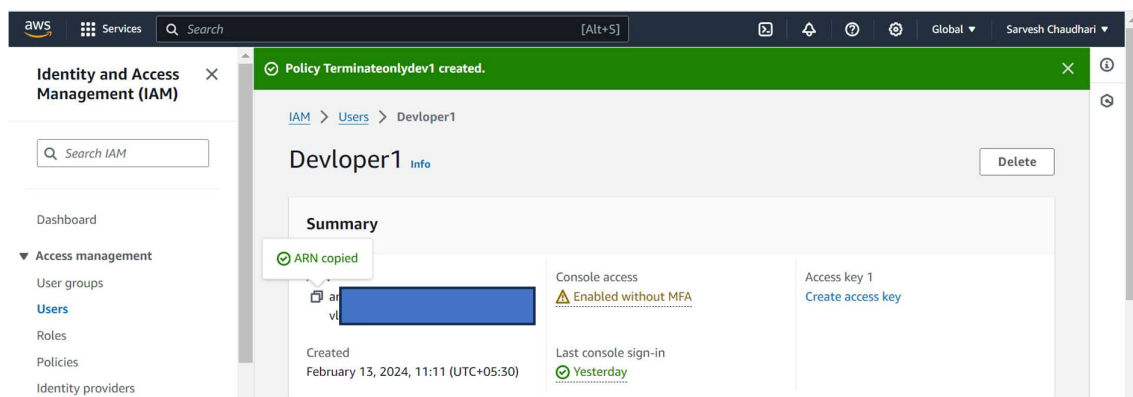 aws Services Search [Alt+S] Global ▼ Sarvesh Chaudhari ▼
Identity and Access
Management (IAM)
Search IAM
Dashboard
Access management
User groups
Users
Roles
Policies
Identity providers
Policy Terminateonlydev1 created.
IAM > Users > Devloper1
Devloper1 Info
Delete
Summary
ARN copied
ar
vl
Console access
Enabled without MFA
Access key 1
Create access key
Created
February 13, 2024, 11:11 (UTC+05:30)
Last console sign-in
Yesterday